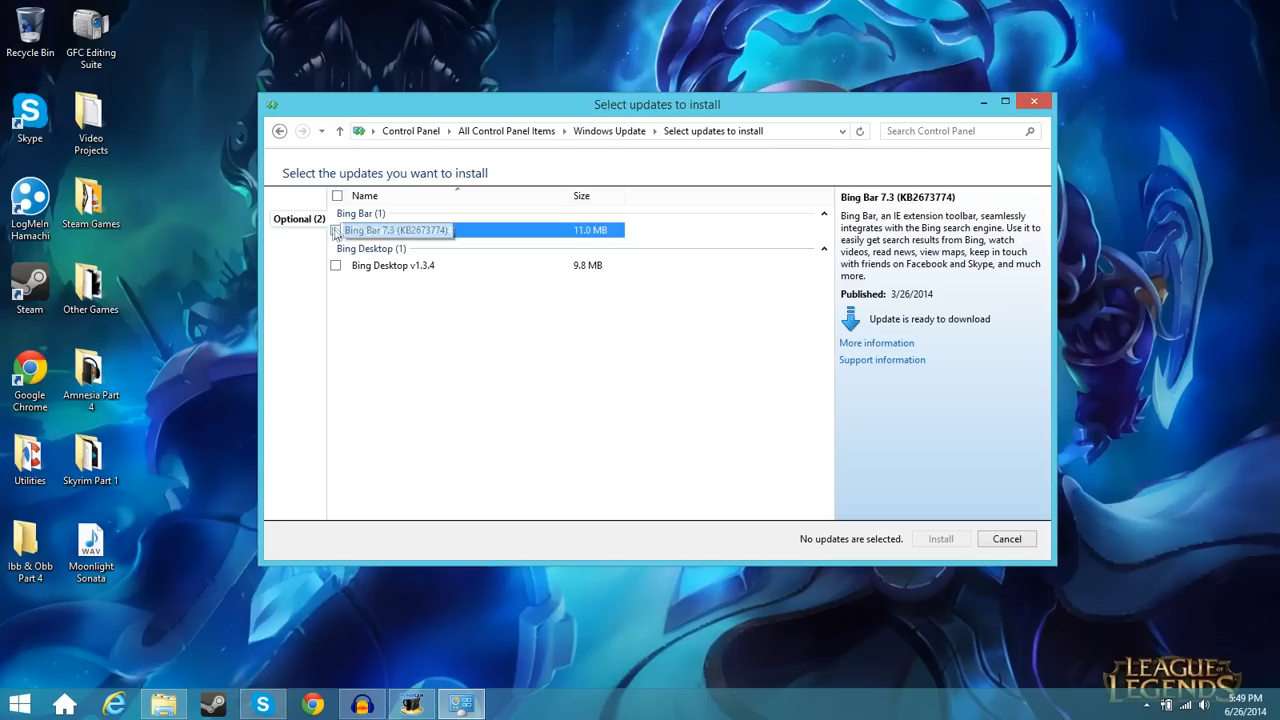 Recycle Bin
GFC Editing
Suite
Skype
Video
Projects
LogMeIn
Hamachi
Steam Games
Steam
Other Games
Google
Chrome
Amnesia Part
4
Utilities
Skyrim Part 1
Ibb & Obb
Part 4
WAV
Moonlight
Sonata
Select updates to install
Control Panel
All Control Panel Items
Windows Update
Select updates to install
Search Control Panel
Select the updates you want to install
Name
Size
Optional (2)
Bing Bar (1)
Bing Bar 7.3 (KB2673774)
11.0 MB
Bing Desktop (1)
Bing Desktop v1.3.4
9.8 MB
Bing Bar 7.3 (KB2673774)
Bing Bar, an IE extension toolbar, seamlessly
integrates with the Bing search engine. Use it to
easily get search results from Bing, watch
videos, read news, view maps, keep in touch
with friends on Facebook and Skype, and much
more.
Published: 3/26/2014
Update is ready to download
More information
Support information
No updates are selected.
Install
Cancel
LEAGUE
OF
LEGENDS
5:49 PM
6/26/2014